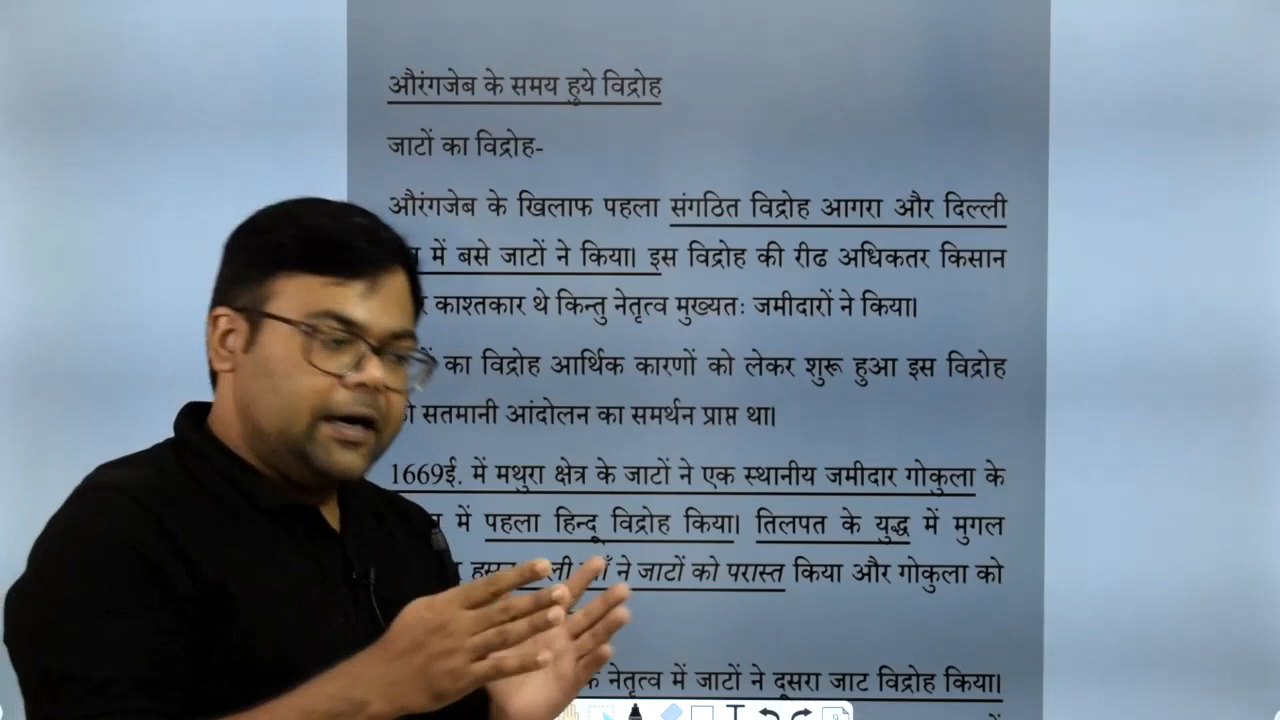 औरंगजेब के समय हुये विद्रोह
जाटों का विद्रोह-
औरंगजेब के खिलाफ पहला संगठित विद्रोह आगरा और दिल्ली
में बसे जाटों ने किया। इस विद्रोह की रीढ अधिकतर किसान
काश्तकार थे किन्तु नेतृत्व मुख्यतः जमीदारों ने किया।
का विद्रोह आर्थिक कारणों को लेकर शुरू हुआ इस विद्रोह
सतमानी आंदोलन का समर्थन प्राप्त था।
1669ई. में मथुरा क्षेत्र के जाटों ने एक स्थानीय जमीदार गोकुला के
में पहला हिन्दू विद्रोह किया। तिलपत के युद्ध में मुगल
ने जाटों को परास्त किया और गोकुला को
के नेतृत्व में जाटों ने दूसरा जाट विद्रोह किया।